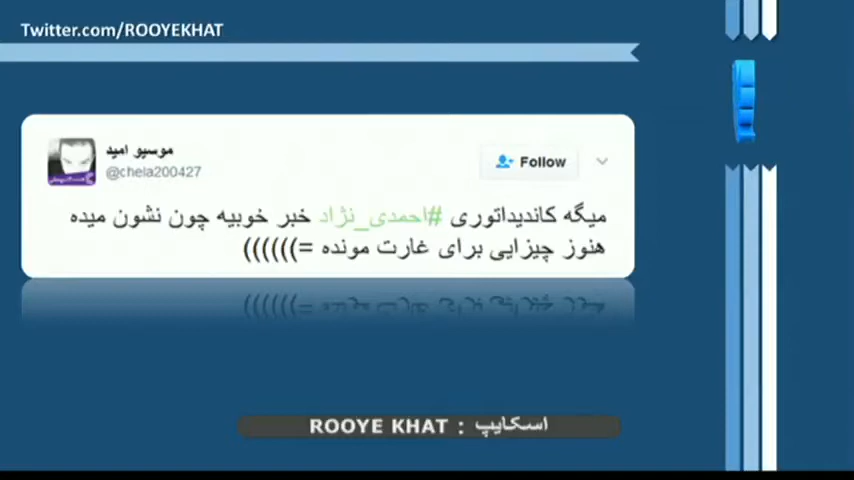 Twitter.com/ROOYEKHAT
موسیو امید
@chela200427
Follow
میگه کاندیداتوری #احمدی_نژاد خبر خوبیه چون نشون میده
هنوز چیزایی برای غارت مونده =))))))
اسکایپ : ROOYE KHAT